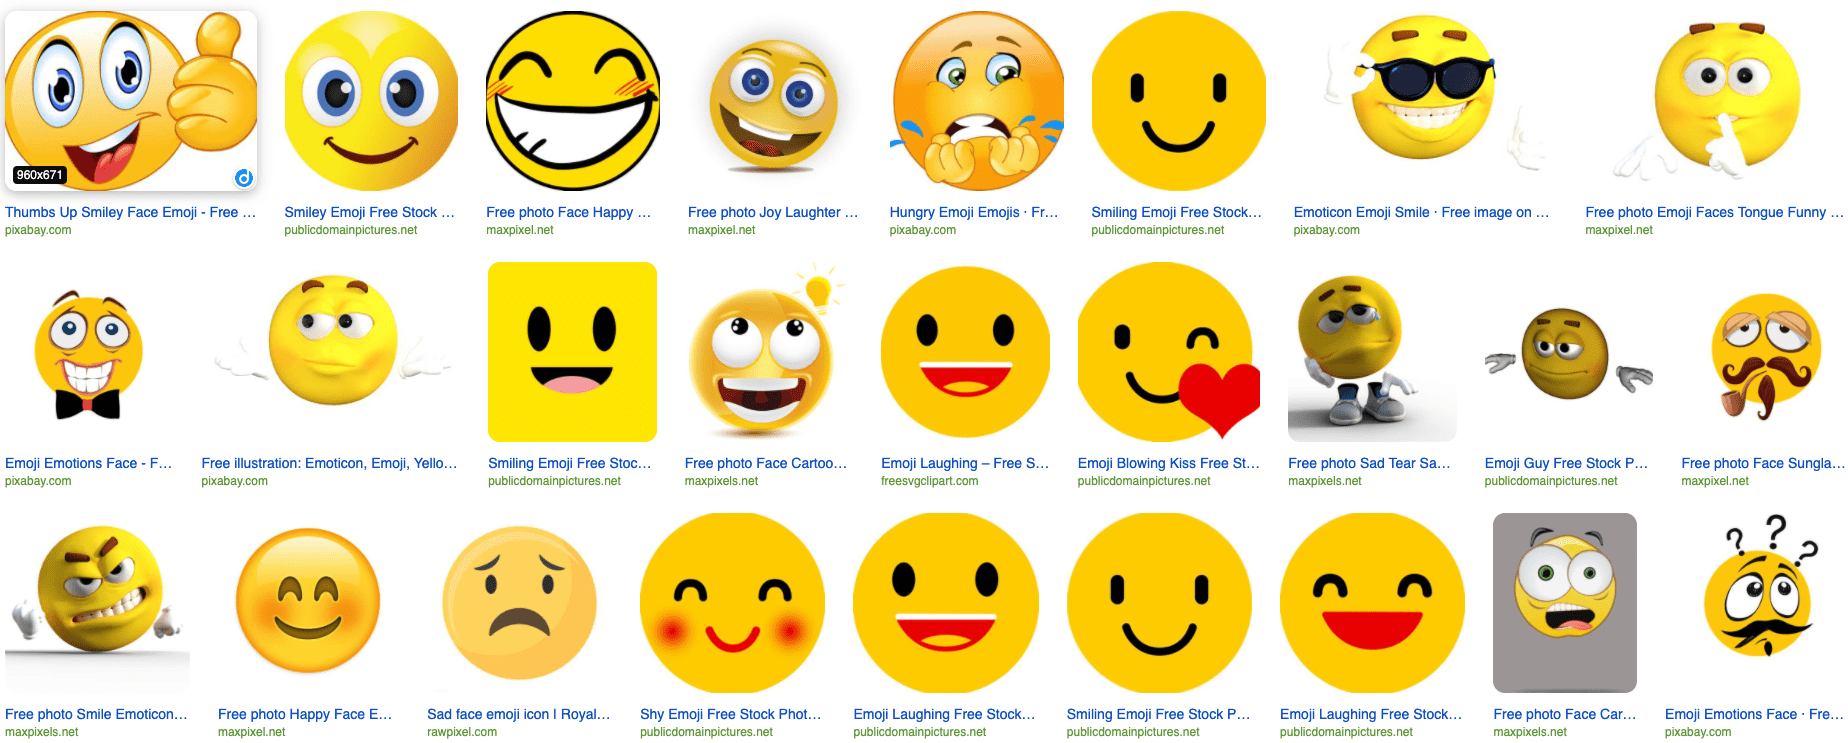 960x671
Thumbs Up Smiley Face Emoji - Free ...
pixabay.com
Smiley Emoji Free Stock ...
publicdomainpictures.net
Free photo Face Happy ...
maxpixel.net
Free photo Joy Laughter ...
maxpixel.net
Hungry Emoji Emojis · Fr...
pixabay.com
Smiling Emoji Free Stock...
publicdomainpictures.net
Emoticon Emoji Smile · Free image on ...
pixabay.com
Free photo Emoji Faces Tongue Funny ...
maxpixel.net
Emoji Emotions Face - F...
pixabay.com
Free illustration: Emoticon, Emoji, Yello...
pixabay.com
Smiling Emoji Free Stoc...
publicdomainpictures.net
Free photo Face Cartoo...
maxpixels.net
Emoji Laughing – Free S...
freesvgclipart.com
Emoji Blowing Kiss Free St...
publicdomainpictures.net
Free photo Sad Tear Sa...
maxpixels.net
Emoji Guy Free Stock P...
publicdomainpictures.net
Free photo Face Sungla...
maxpixel.net
? ? ?
Free photo Smile Emoticon...
maxpixels.net
Free photo Happy Face E...
maxpixel.net
Sad face emoji icon | Royal...
rawpixel.com
Shy Emoji Free Stock Phot...
publicdomainpictures.net
Emoji Laughing Free Stock...
publicdomainpictures.net
Smiling Emoji Free Stock P...
publicdomainpictures.net
Emoji Laughing Free Stock...
publicdomainpictures.net
Free photo Face Car...
maxpixels.net
Emoji Emotions Face · Fre...
pixabay.com